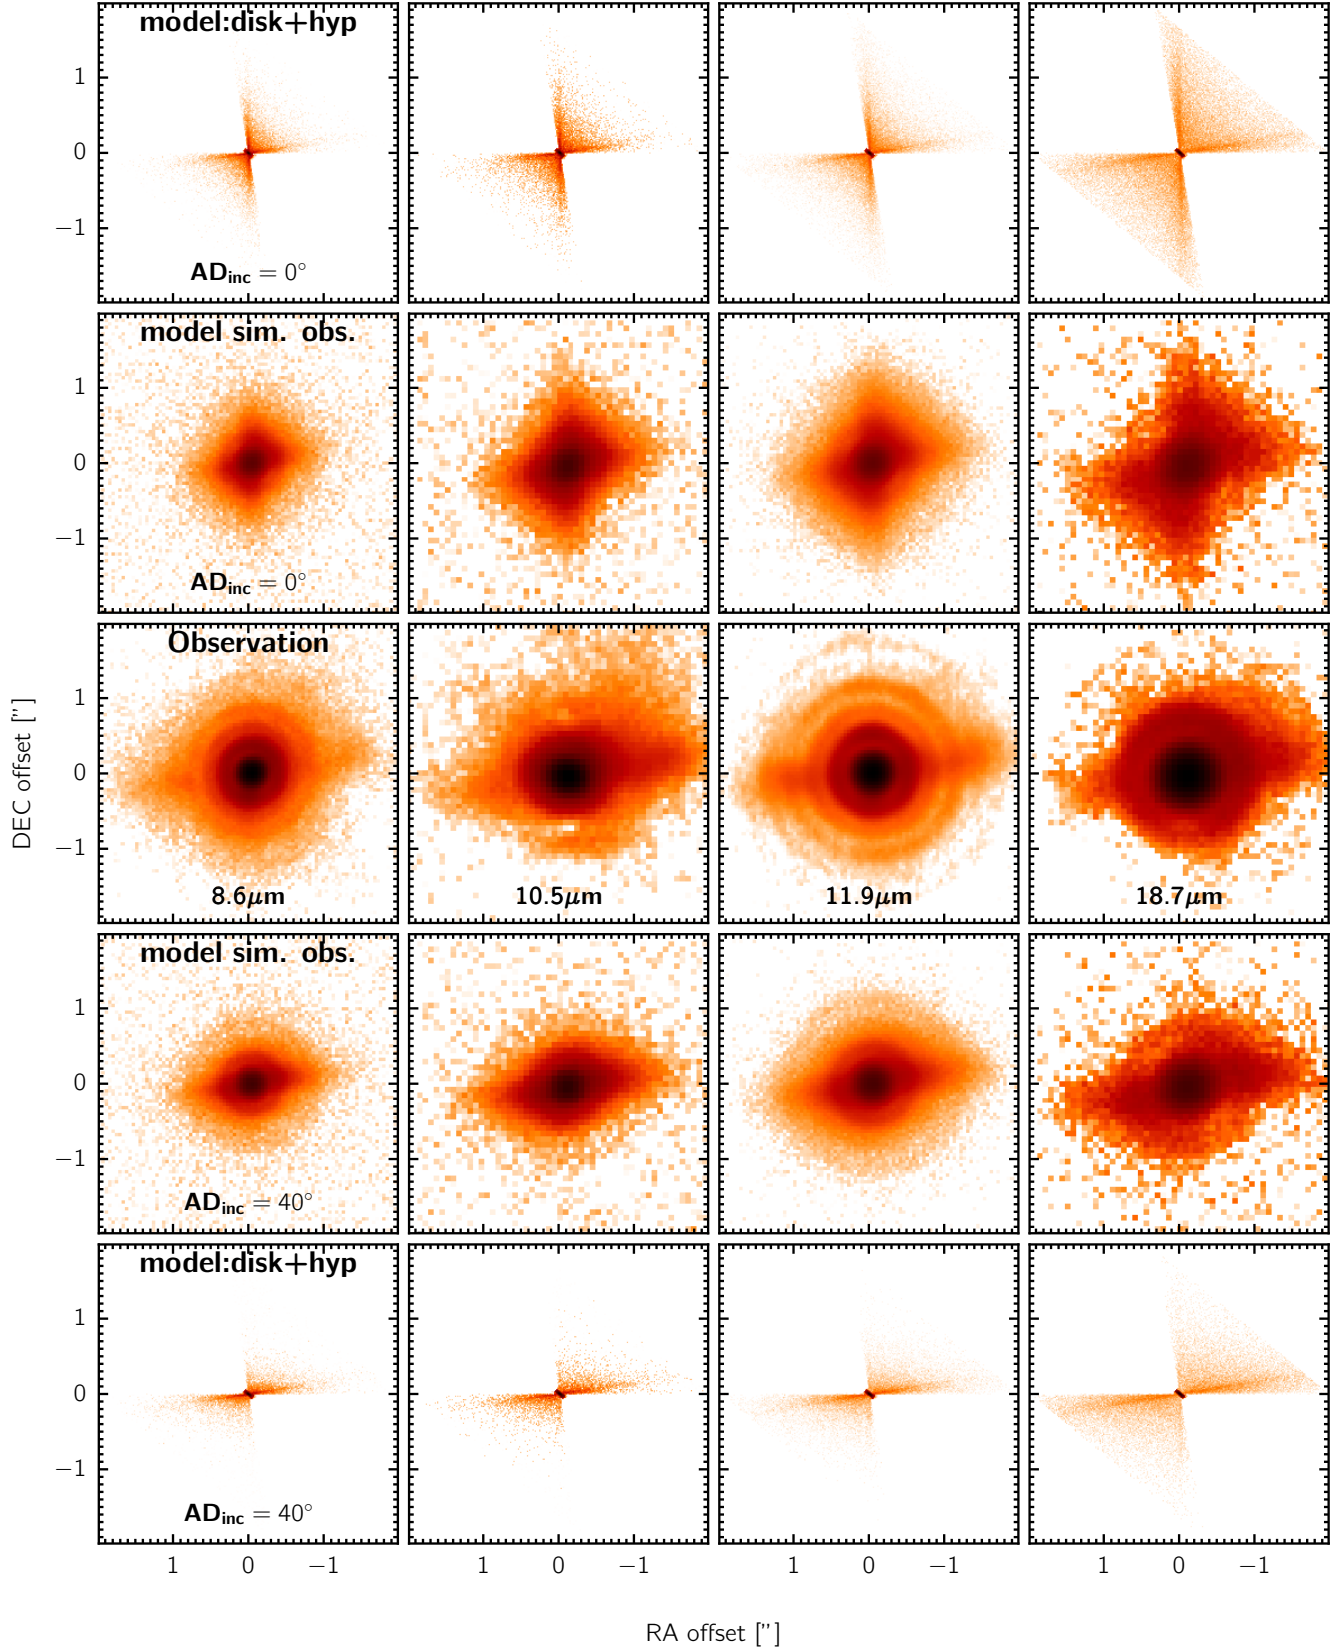 model:disk+hyp
1
0
−1
AD_inc = 0°
model sim. obs.
1
0
−1
AD_inc = 0°
Observation
1
0
−1
8.6μm
10.5μm
11.9μm
18.7μm
DEC offset ["]
model sim. obs.
1
0
−1
AD_inc = 40°
model:disk+hyp
1
0
−1
AD_inc = 40°
1 0 −1 1 0 −1 1 0 −1 1 0 −1
RA offset ["]